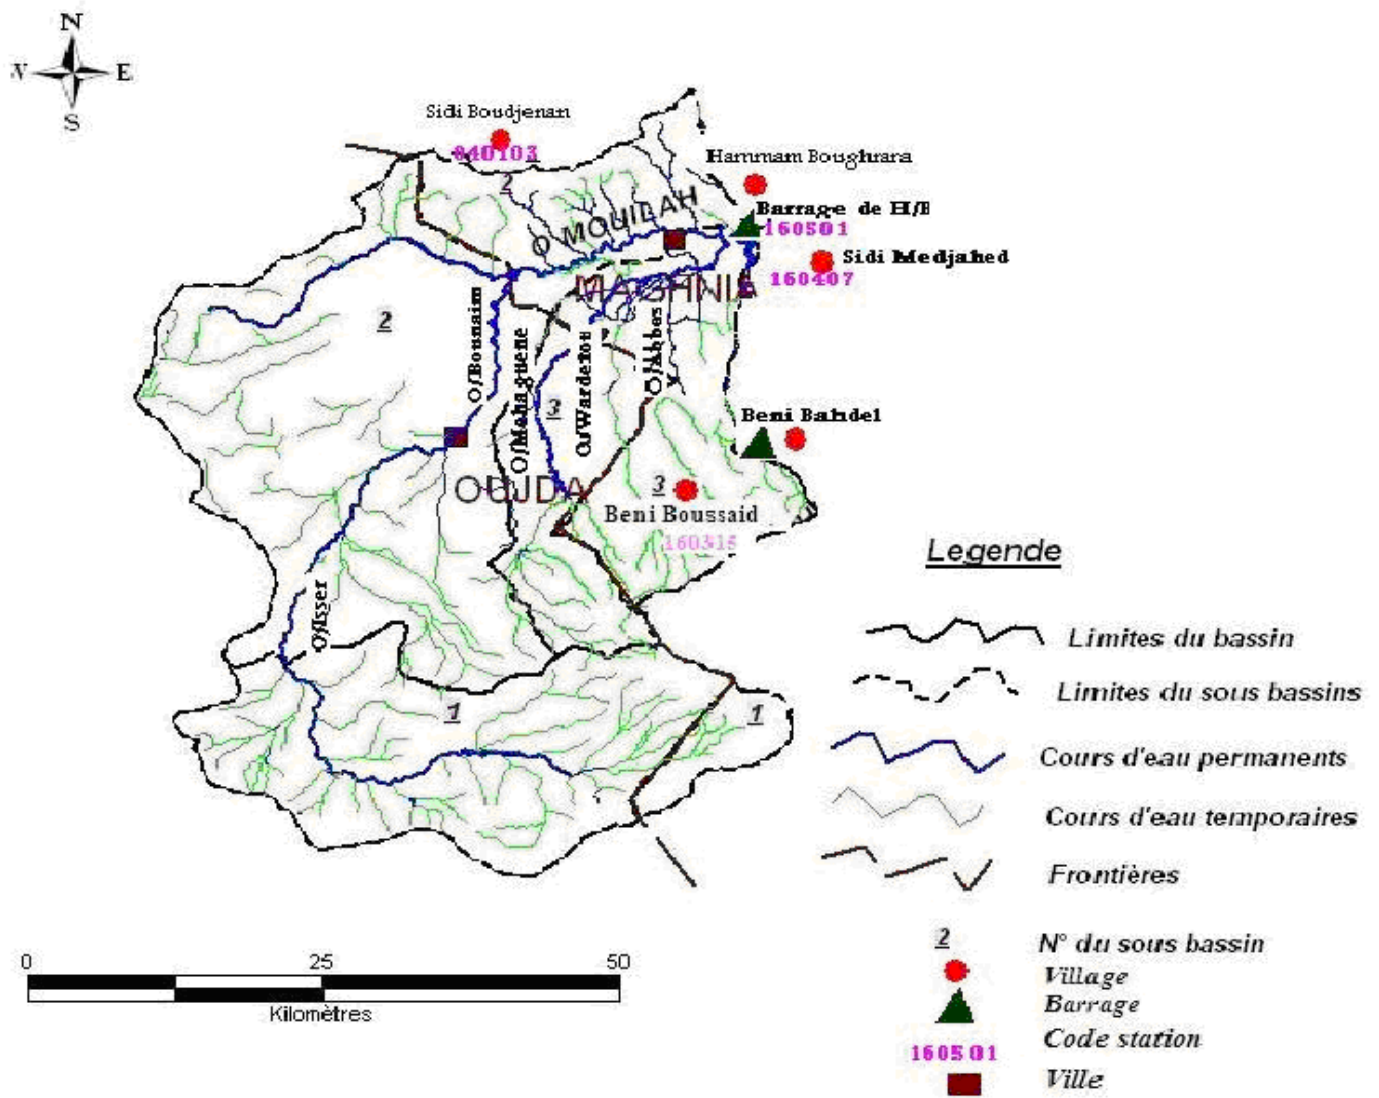 N
W E
S
Sidi Boudjenan
040103
2
Hammam Boughrara
O MOUILAH
Barrage de H/B
160501
Sidi Medjahed
160407
MAGHNIA
2
O/Bounaim
O/Mehaguene
O/Wardefou
O/Abbes
3
Beni Bahdel
OUJDA
3
Beni Boussaid
160315
O/Isser
1
1
Legende
Limites du bassin
Limites du sous bassins
Cours d'eau permanents
Cours d'eau temporaires
Frontières
2 N° du sous bassin
Village
Barrage
160501 Code station
Ville
0 25 50
Kilomètres